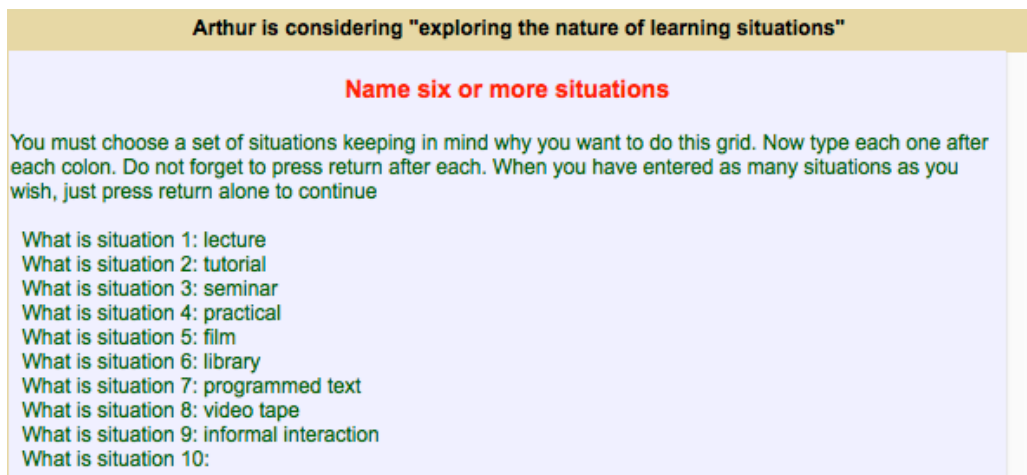 Arthur is considering "exploring the nature of learning situations"
Name six or more situations
You must choose a set of situations keeping in mind why you want to do this grid. Now type each one after
each colon. Do not forget to press return after each. When you have entered as many situations as you
wish, just press return alone to continue
What is situation 1: lecture
What is situation 2: tutorial
What is situation 3: seminar
What is situation 4: practical
What is situation 5: film
What is situation 6: library
What is situation 7: programmed text
What is situation 8: video tape
What is situation 9: informal interaction
What is situation 10: